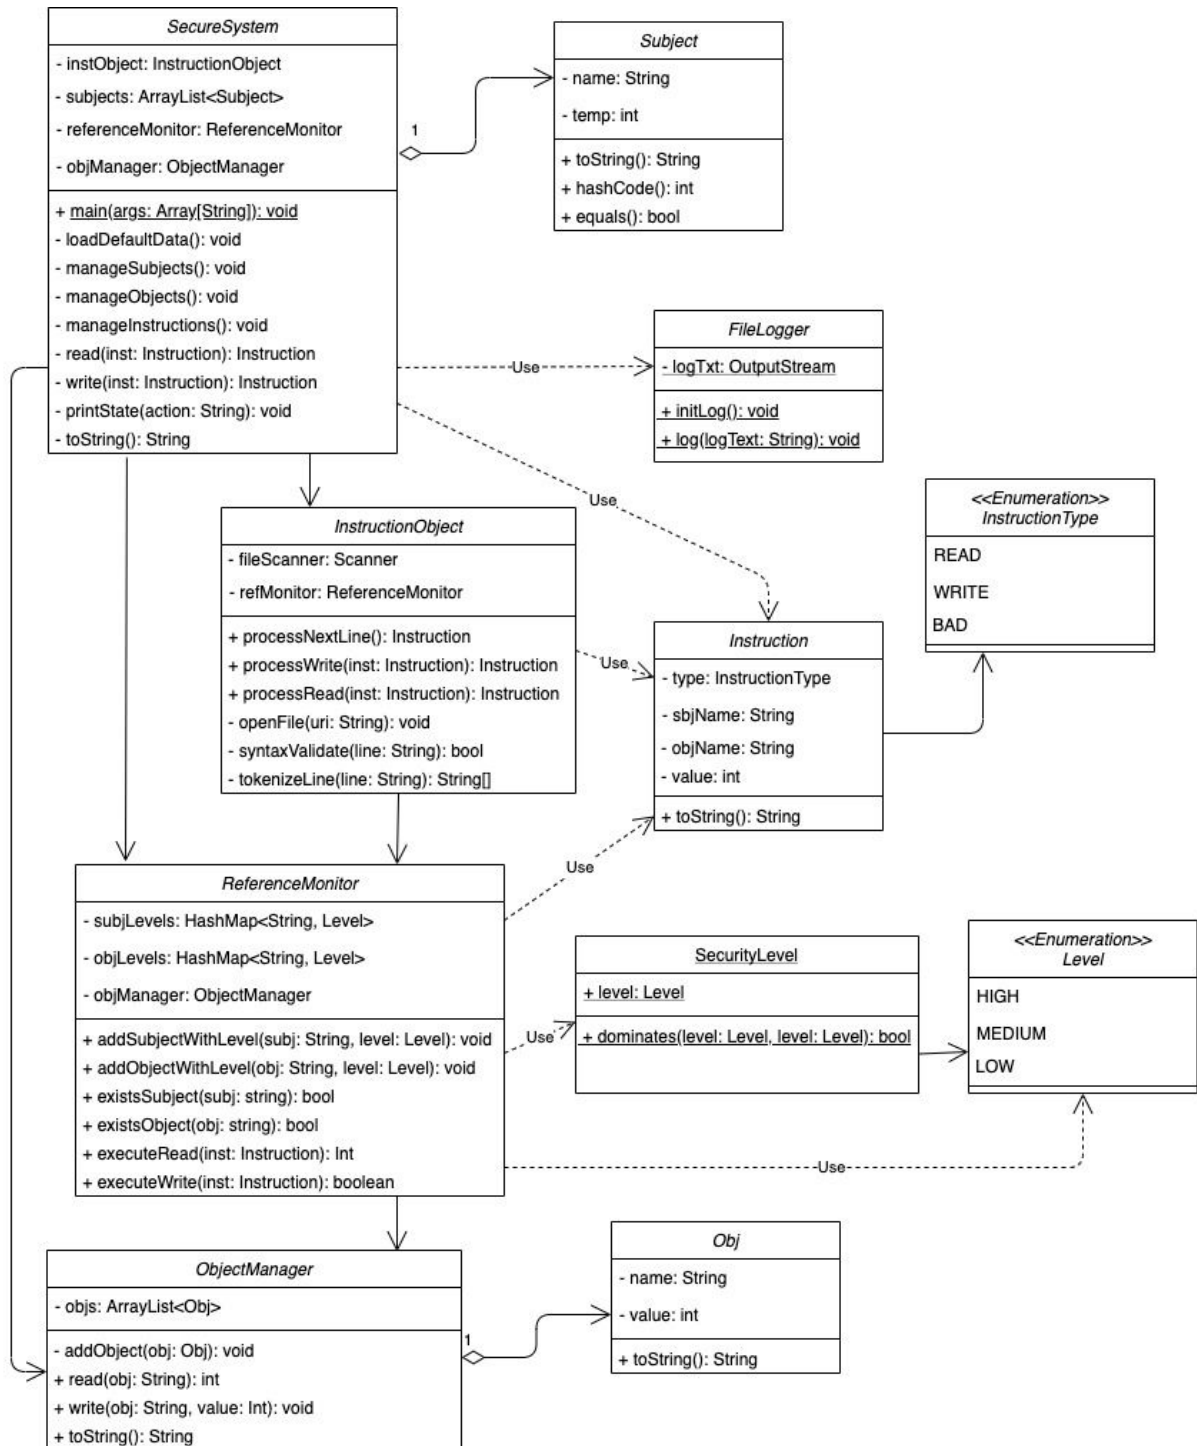 SecureSystem
- instObject: InstructionObject
- subjects: ArrayList<Subject>
- referenceMonitor: ReferenceMonitor
- objManager: ObjectManager
+ main(args: Array[String]): void
- loadDefaultData(): void
- manageSubjects(): void
- manageObjects(): void
- manageInstructions(): void
- read(inst: Instruction): Instruction
- write(inst: Instruction): Instruction
- printState(action: String): void
- toString(): String
1
Subject
- name: String
- temp: int
+ toString(): String
+ hashCode(): int
+ equals(): bool
Use
FileLogger
- logTxt: OutputStream
+ initLog(): void
+ log(logText: String): void
Use
<<Enumeration>>
InstructionType
READ
WRITE
BAD
InstructionObject
- fileScanner: Scanner
- refMonitor: ReferenceMonitor
+ processNextLine(): Instruction
+ processWrite(inst: Instruction): Instruction
+ processRead(inst: Instruction): Instruction
- openFile(uri: String): void
- syntaxValidate(line: String): bool
- tokenizeLine(line: String): String[]
Use
Instruction
- type: InstructionType
- sbjName: String
- objName: String
- value: int
+ toString(): String
Use
ReferenceMonitor
- subjLevels: HashMap<String, Level>
- objLevels: HashMap<String, Level>
- objManager: ObjectManager
+ addSubjectWithLevel(subj: String, level: Level): void
+ addObjectWithLevel(obj: String, level: Level): void
+ existsSubject(subj: string): bool
+ existsObject(obj: string): bool
+ executeRead(inst: Instruction): Int
+ executeWrite(inst: Instruction): boolean
Use
SecurityLevel
+ level: Level
+ dominates(level: Level, level: Level): bool
<<Enumeration>>
Level
HIGH
MEDIUM
LOW
Use
ObjectManager
- objs: ArrayList<Obj>
- addObject(obj: Obj): void
+ read(obj: String): int
+ write(obj: String, value: Int): void
+ toString(): String
1
Obj
- name: String
- value: int
+ toString(): String